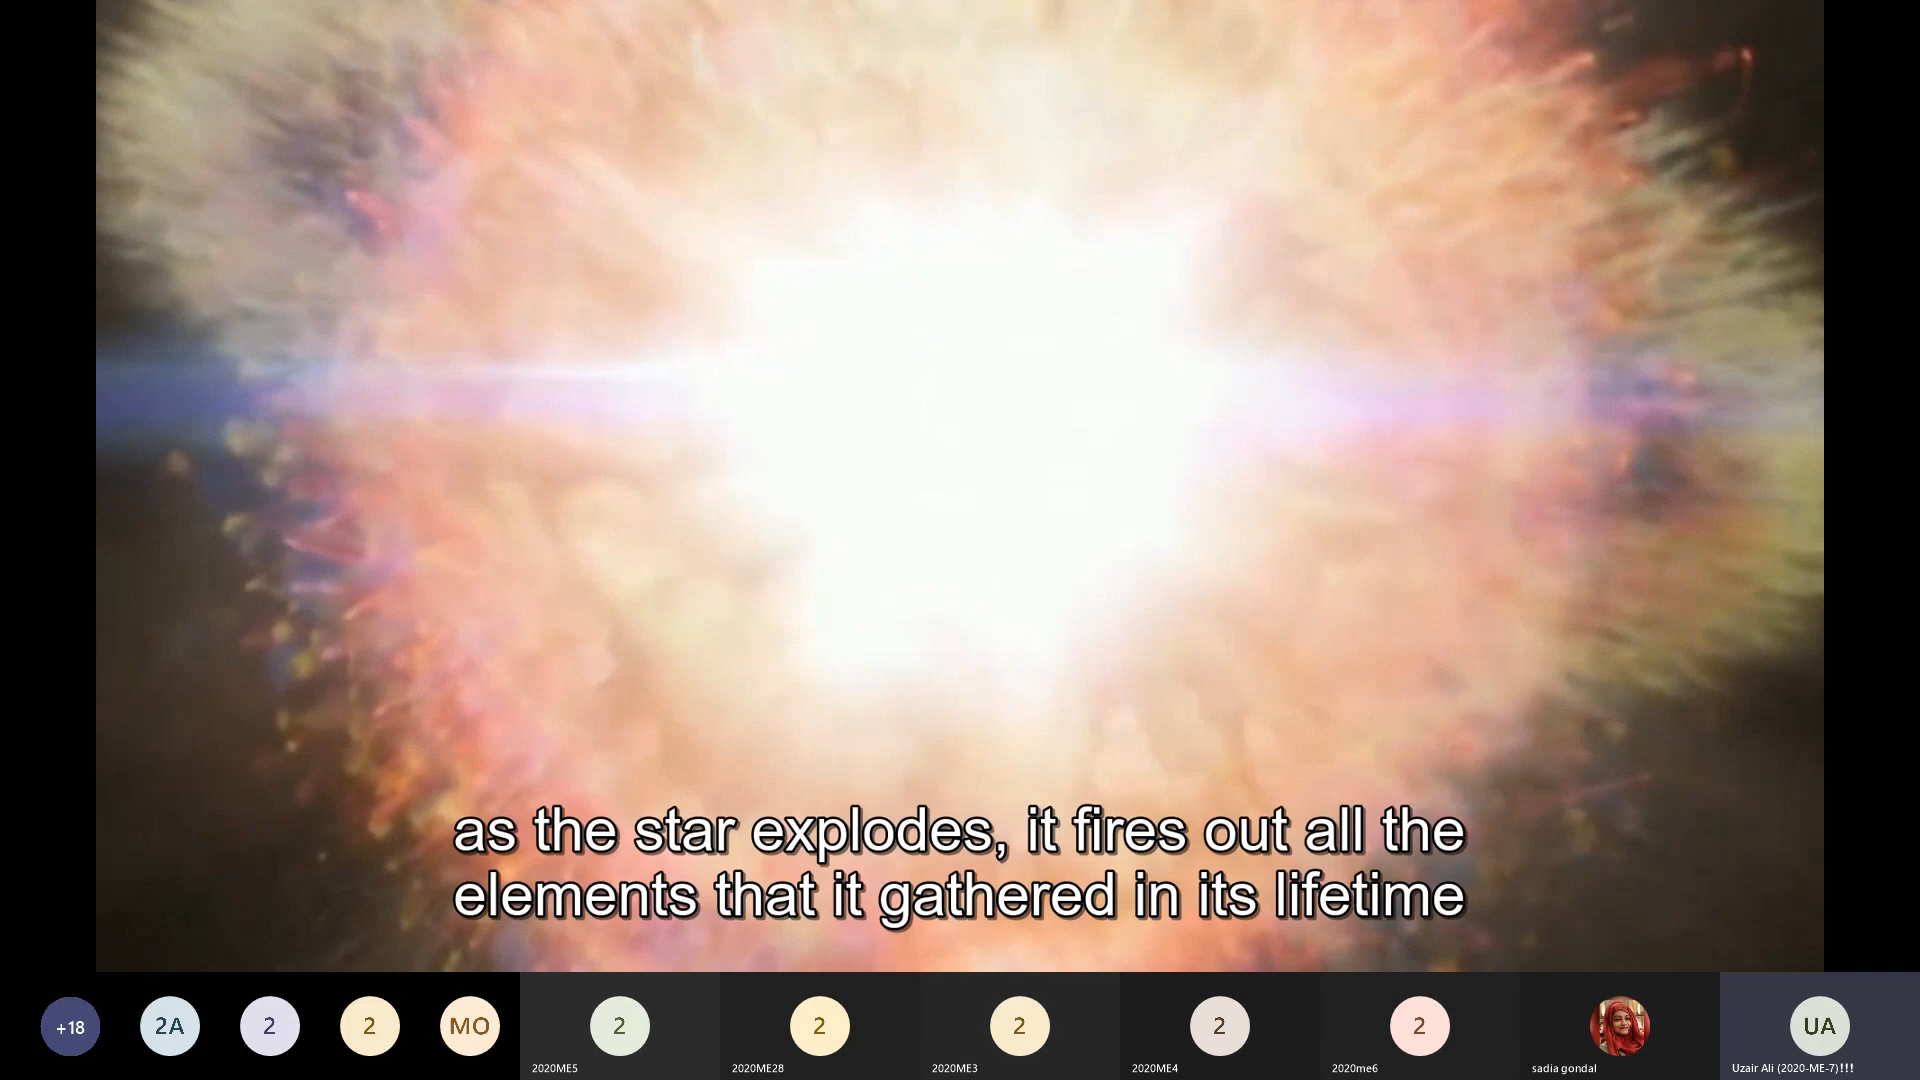 as the star explodes, it fires out all the
elements that it gathered in its lifetime
+18
2A
2
2
MO
2
2
2
2
2
UA
2020ME5
2020ME28
2020ME3
2020ME4
2020me6
sadia gondal
Uzair Ali (2020-ME-7)!!!